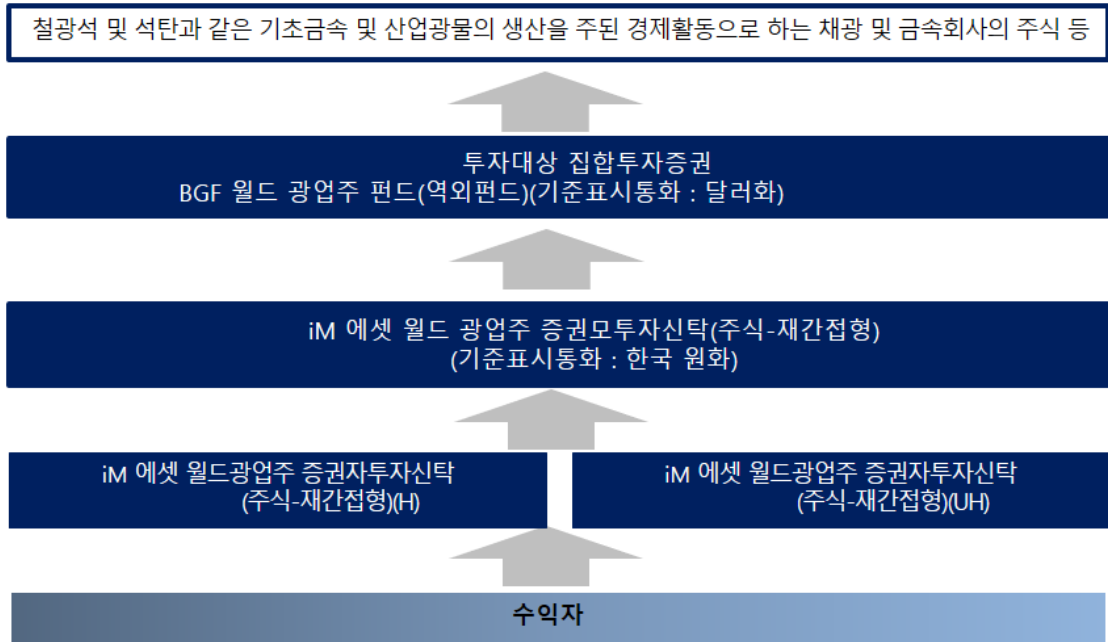 철광석 및 석탄과 같은 기초금속 및 산업광물의 생산을 주된 경제활동으로 하는 채광 및 금속회사의 주식 등
투자대상 집합투자증권
BGF 월드 광업주 펀드(역외펀드)(기준표시통화 : 달러화)
iM 에셋 월드 광업주 증권모투자신탁(주식-재간접형)
(기준표시통화 : 한국 원화)
iM 에셋 월드광업주 증권자투자신탁
(주식-재간접형)(H)
iM 에셋 월드광업주 증권자투자신탁
(주식-재간접형)(UH)
수익자